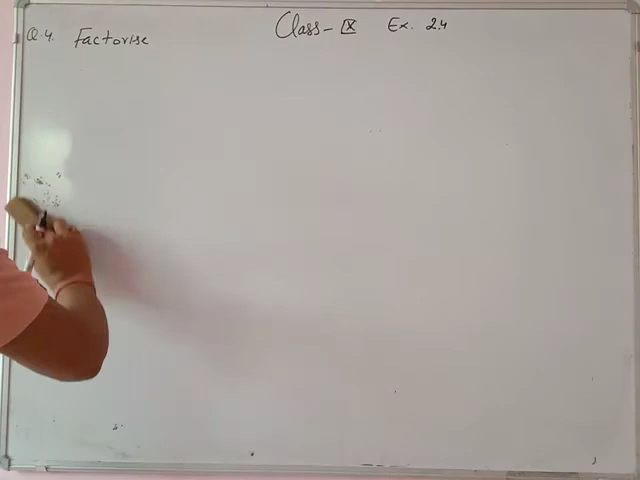 Class - IX Ex. 2.4
Q.4. Factorise